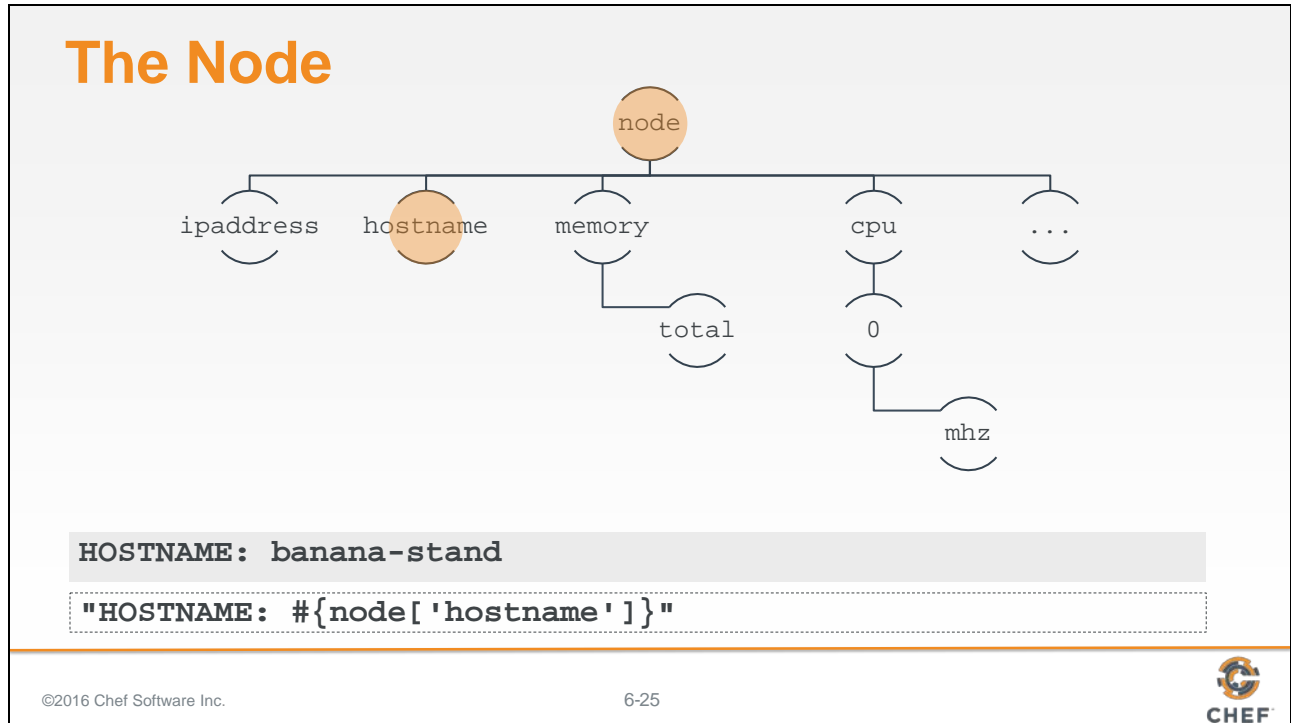 The Node
node
ipaddress hostname memory cpu ...
total 0
mhz
HOSTNAME: banana-stand
"HOSTNAME: #{node['hostname']}"
©2016 Chef Software Inc. 6-25
CHEF